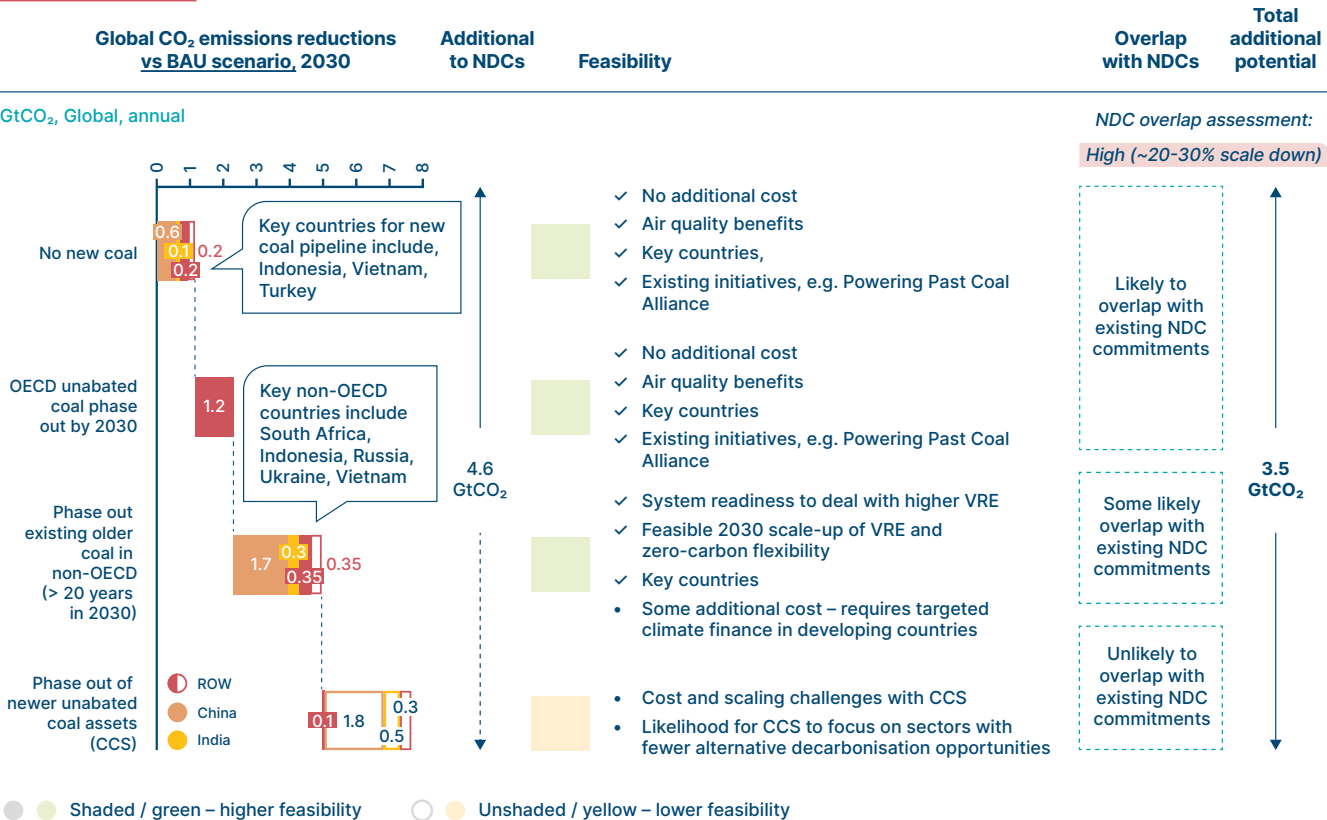 Global CO₂ emissions reductions
vs BAU scenario, 2030
Additional
to NDCs
Feasibility
Overlap
with NDCs
Total
additional
potential
GtCO₂, Global, annual
NDC overlap assessment:
High (~20-30% scale down)
0 1 2 3 4 5 6 7 8
No new coal
0.6
0.1
0.2
0.2
Key countries for new
coal pipeline include,
Indonesia, Vietnam,
Turkey
✓ No additional cost
✓ Air quality benefits
✓ Key countries,
✓ Existing initiatives, e.g. Powering Past Coal
Alliance
Likely to
overlap with
existing NDC
commitments
OECD unabated
coal phase
out by 2030
1.2
Key non-OECD
countries include
South Africa,
Indonesia, Russia,
Ukraine, Vietnam
✓ No additional cost
✓ Air quality benefits
✓ Key countries
✓ Existing initiatives, e.g. Powering Past Coal
Alliance
4.6
GtCO₂
3.5
GtCO₂
Phase out
existing older
coal in
non-OECD
(> 20 years
in 2030)
1.7
0.3
0.35
0.35
✓ System readiness to deal with higher VRE
✓ Feasible 2030 scale-up of VRE and
zero-carbon flexibility
✓ Key countries
• Some additional cost – requires targeted
climate finance in developing countries
Some likely
overlap with
existing NDC
commitments
Phase out of
newer unabated
coal assets
(CCS)
ROW
China
India
0.1
1.8
0.5
0.3
• Cost and scaling challenges with CCS
• Likelihood for CCS to focus on sectors with
fewer alternative decarbonisation opportunities
Unlikely to
overlap with
existing NDC
commitments
Shaded / green – higher feasibility
Unshaded / yellow – lower feasibility